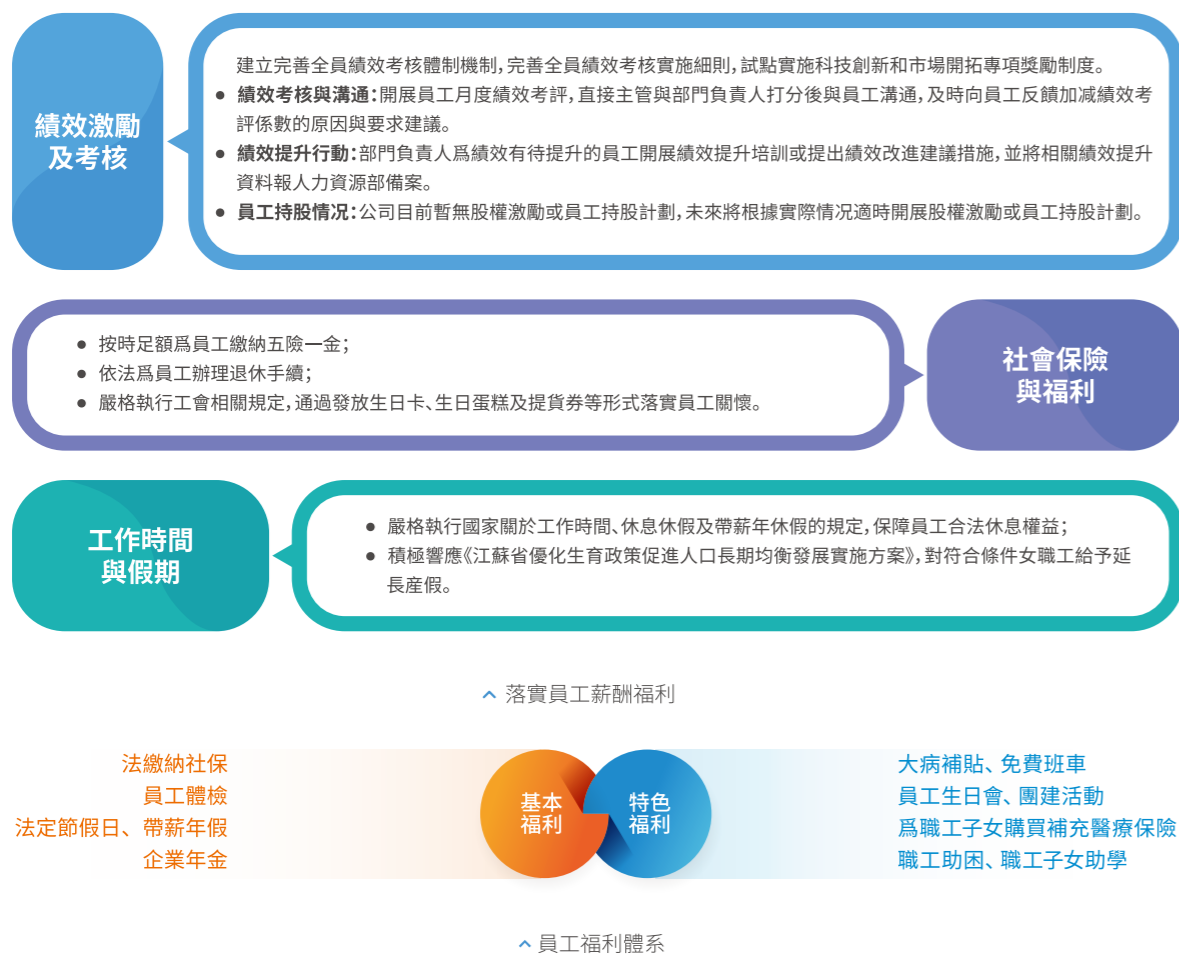 績效激勵
及考核
建立完善全員績效考核體制機制,完善全員績效考核實施細則,試點實施科技創新和市場開拓專項獎勵制度。
● 績效考核與溝通:開展員工月度績效考評,直接主管與部門負責人打分後與員工溝通,及時向員工反饋加减績效考
評係數的原因與要求建議。
● 績效提升行動:部門負責人爲績效有待提升的員工開展績效提升培訓或提出績效改進建議措施,並將相關績效提升
資料報人力資源部備案。
● 員工持股情况:公司目前暫無股權激勵或員工持股計劃,未來將根據實際情况適時開展股權激勵或員工持股計劃。
● 按時足額爲員工繳納五險一金;
● 依法爲員工辦理退休手續;
● 嚴格執行工會相關規定,通過發放生日卡、生日蛋糕及提貨券等形式落實員工關懷。
社會保險
與福利
工作時間
與假期
● 嚴格執行國家關於工作時間、休息休假及帶薪年休假的規定,保障員工合法休息權益;
● 積極響應《江蘇省優化生育政策促進人口長期均衡發展實施方案》,對符合條件女職工給予延
長産假。
落實員工薪酬福利
法繳納社保
員工體檢
法定節假日、帶薪年假
企業年金
基本
福利
特色
福利
大病補貼、免費班車
員工生日會、團建活動
爲職工子女購買補充醫療保險
職工助困、職工子女助學
員工福利體系